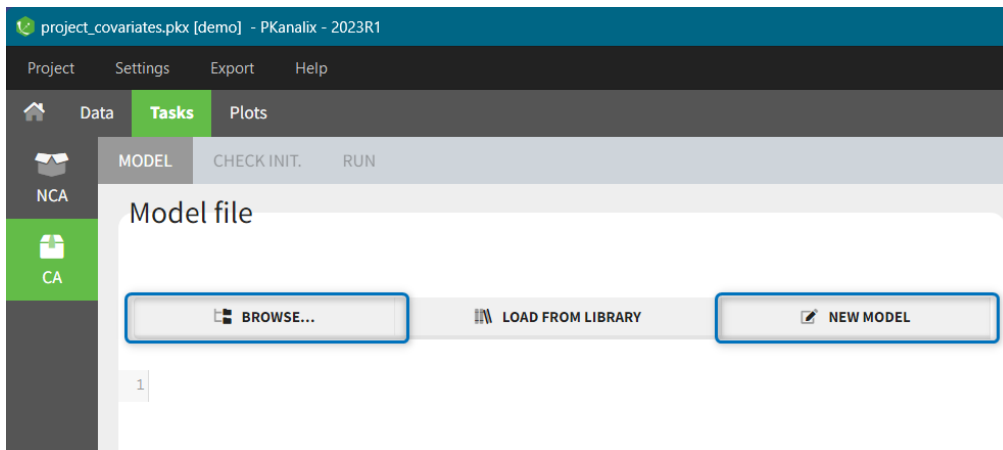 project_covariates.pkx [demo] - PKanalix - 2023R1
Project Settings Export Help
Data Tasks Plots
MODEL CHECK INIT. RUN
NCA
Model file
CA
BROWSE... LOAD FROM LIBRARY NEW MODEL
1